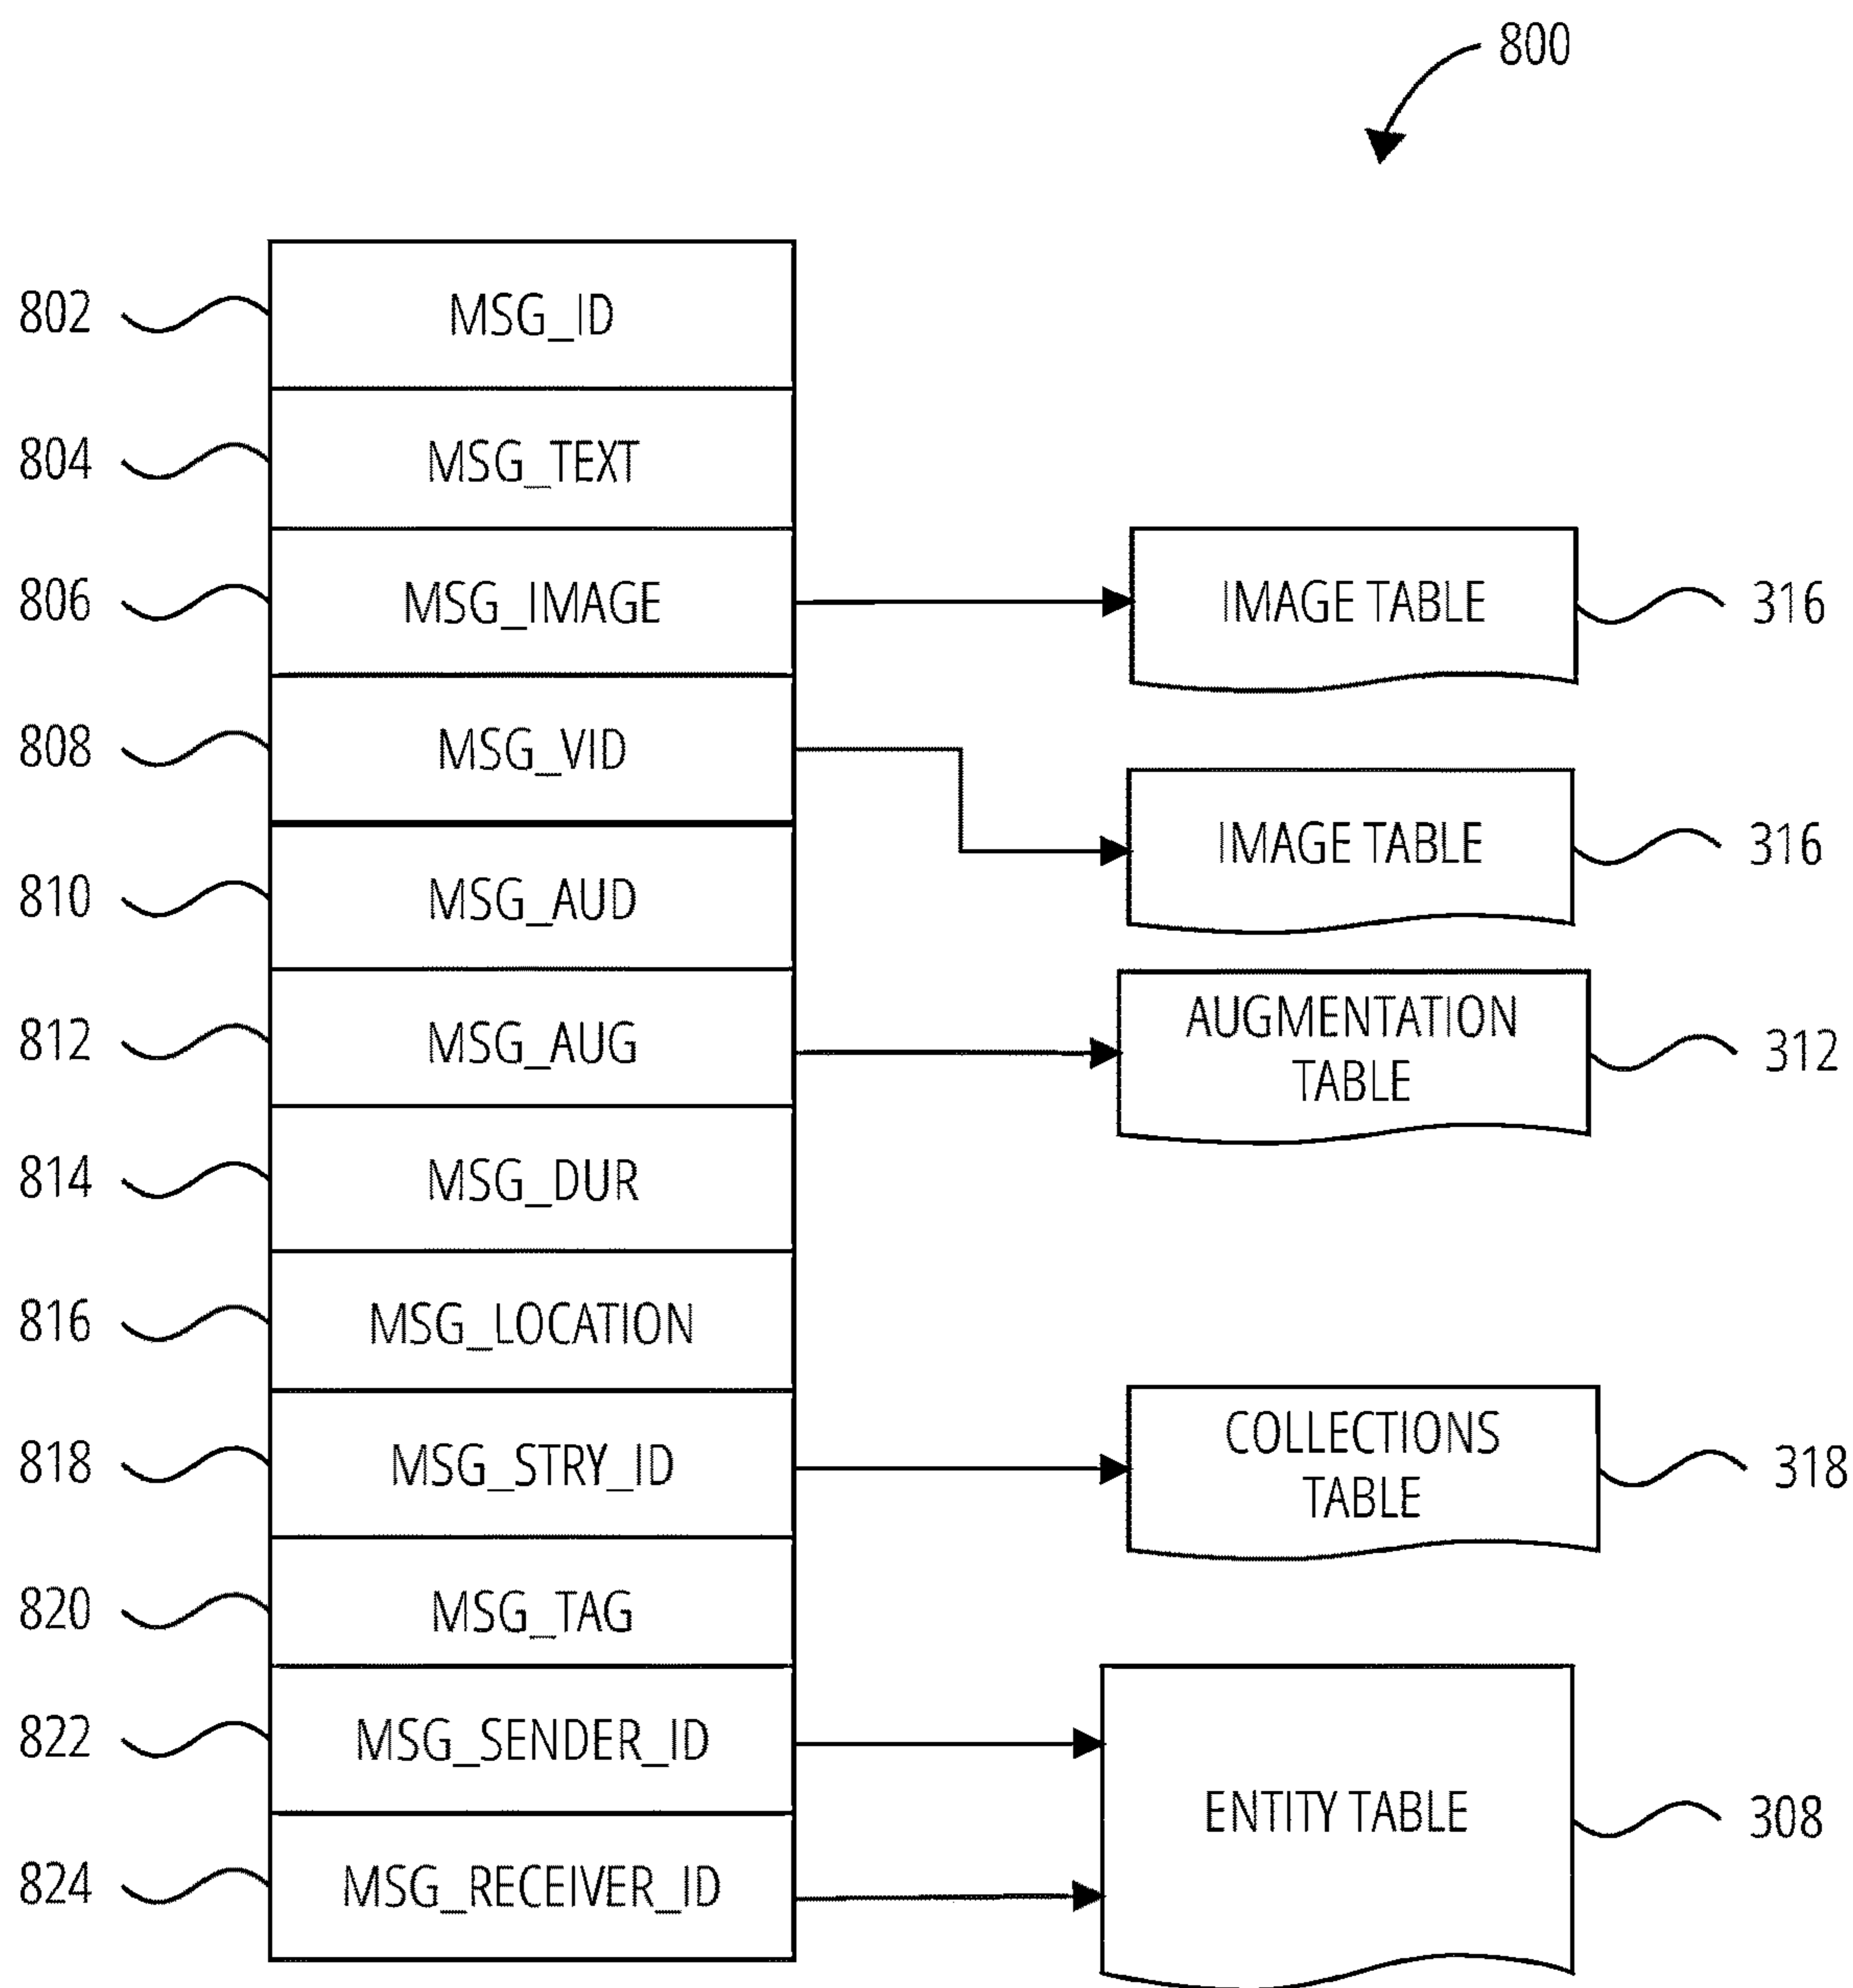 800
802 MSG_ID
804 MSG_TEXT
806 MSG_IMAGE IMAGE TABLE 316
808 MSG_VID
IMAGE TABLE 316
810 MSG_AUD
812 MSG_AUG AUGMENTATION
TABLE 312
814 MSG_DUR
816 MSG_LOCATION
818 MSG_STRY_ID COLLECTIONS
TABLE 318
820 MSG_TAG
822 MSG_SENDER_ID
ENTITY TABLE 308
824 MSG_RECEIVER_ID